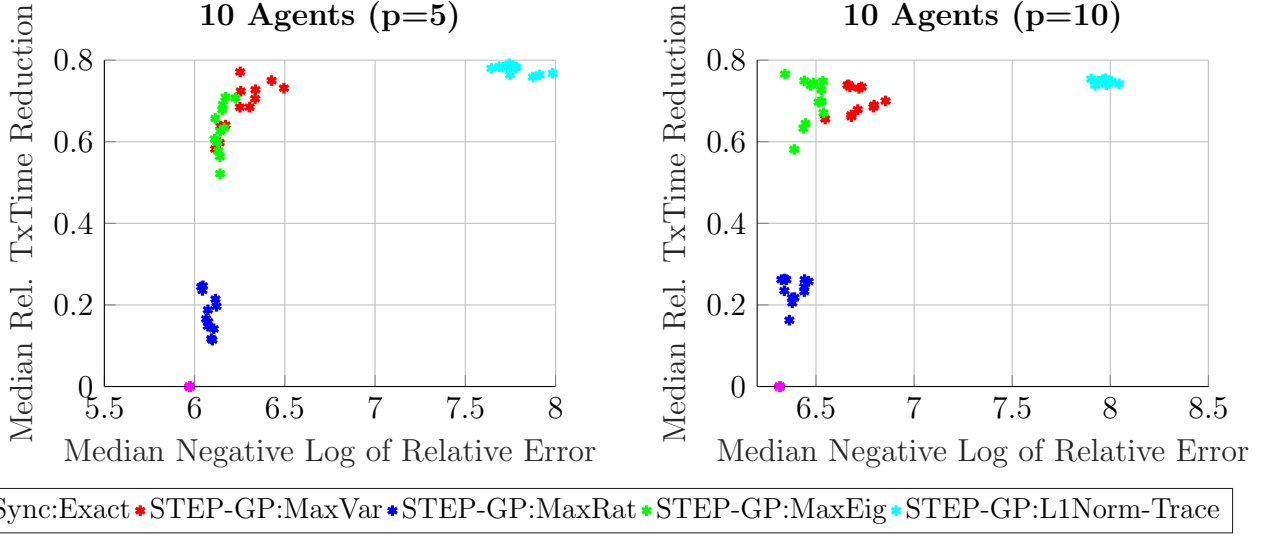 10 Agents (p=5)
Median Rel. TxTime Reduction
0.8
0.6
0.4
0.2
0
5.5 6 6.5 7 7.5 8
Median Negative Log of Relative Error
10 Agents (p=10)
Median Rel. TxTime Reduction
0.8
0.6
0.4
0.2
0
6.5 7 7.5 8 8.5
Median Negative Log of Relative Error
Sync:Exact STEP-GP:MaxVar STEP-GP:MaxRat STEP-GP:MaxEig STEP-GP:L1Norm-Trace